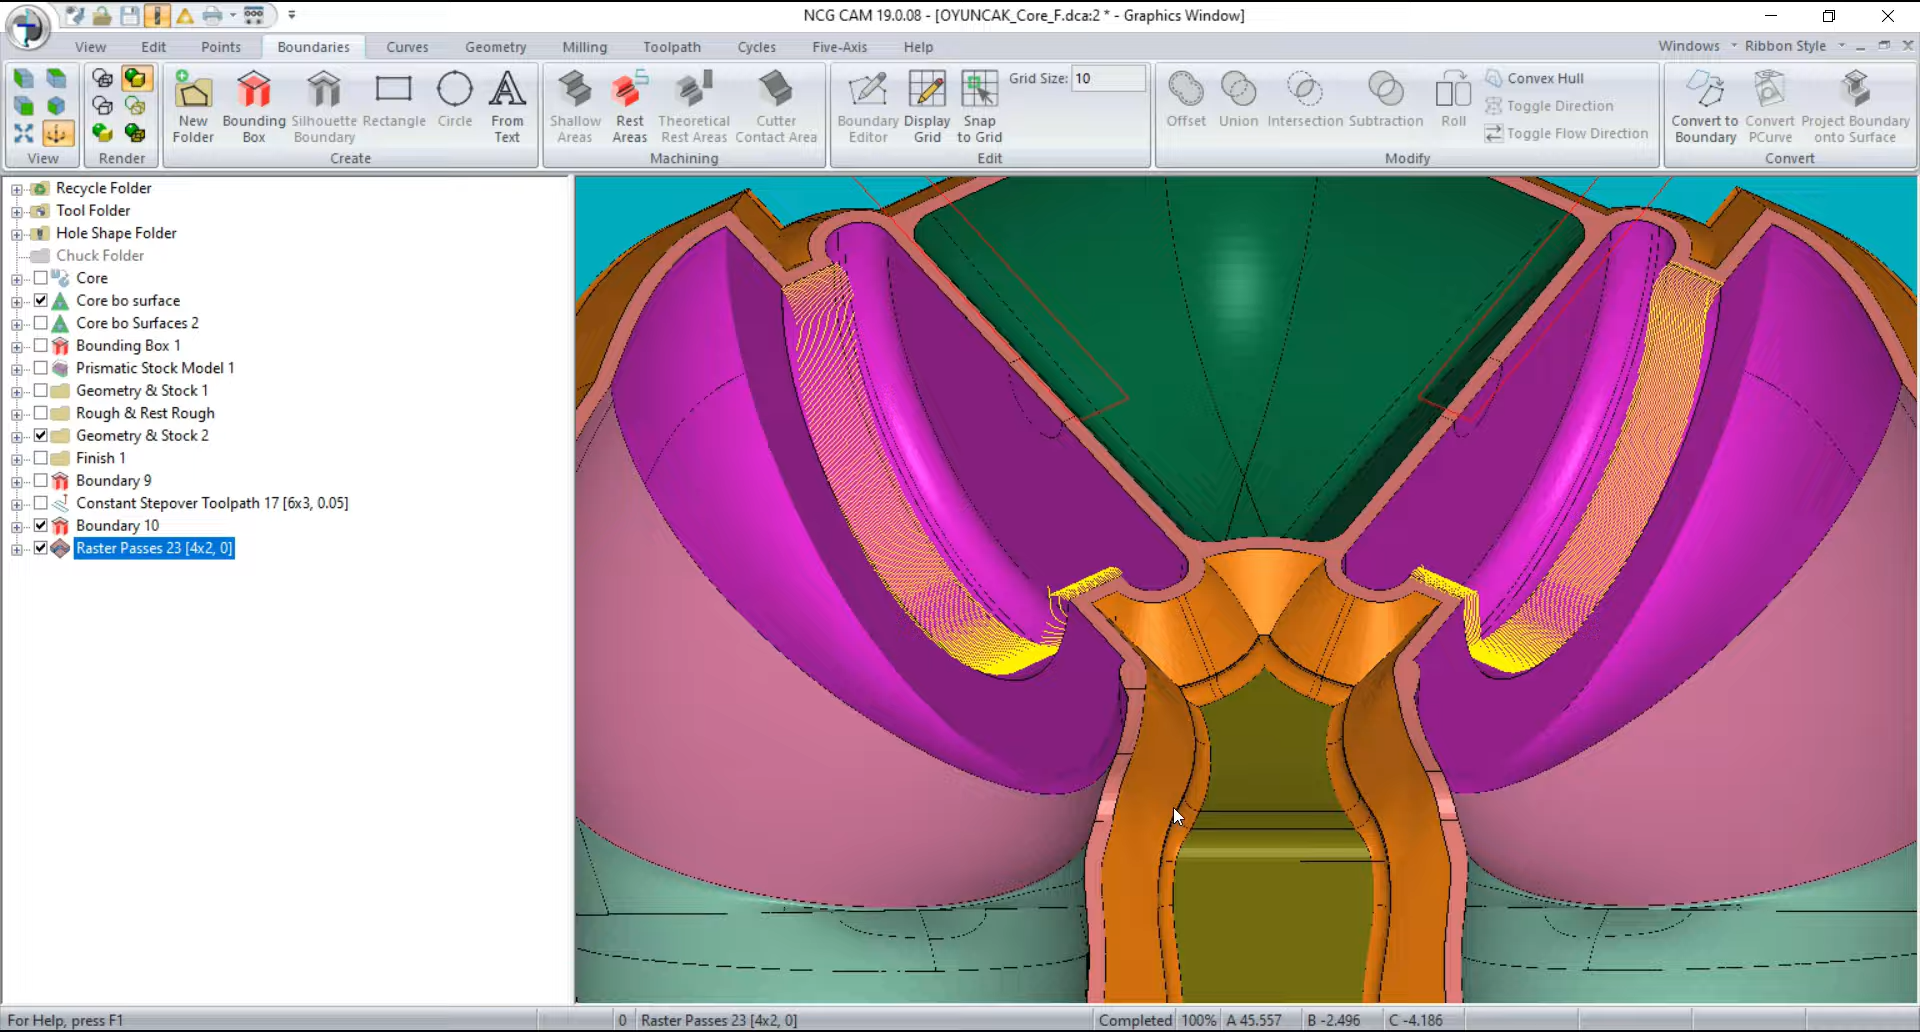 NCG CAM 19.0.08 - [OYUNCAK_Core_F.dca:2 * - Graphics Window]
View Edit Points Boundaries Curves Geometry Milling Toolpath Cycles Five-Axis Help Windows Ribbon Style
New Folder
Bounding Box
Silhouette Boundary
Rectangle
Circle
From Text
Shallow Areas
Rest Areas
Theoretical Rest Areas
Cutter Contact Area
Boundary Editor
Display Grid
Snap to Grid
Grid Size: 10
Offset
Union
Intersection
Subtraction
Roll
Convex Hull
Toggle Direction
Toggle Flow Direction
Convert to Boundary
Convert PCurve
Project Boundary onto Surface
View Render Create Machining Edit Modify Convert
Recycle Folder
Tool Folder
Hole Shape Folder
Chuck Folder
Core
Core bo surface
Core bo Surfaces 2
Bounding Box 1
Prismatic Stock Model 1
Geometry & Stock 1
Rough & Rest Rough
Geometry & Stock 2
Finish 1
Boundary 9
Constant Stepover Toolpath 17 [6x3, 0.05]
Boundary 10
Raster Passes 23 [4x2, 0]
For Help, press F1 0 Raster Passes 23 [4x2, 0] Completed 100% A 45.557 B -2.496 C -4.186